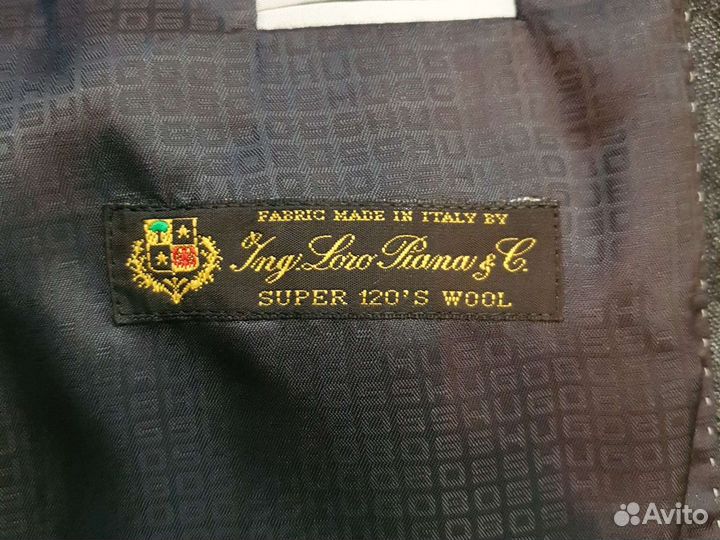 FABRIC MADE IN ITALY BY
Ing. Loro Piana & C.
SUPER 120'S WOOL
Avito